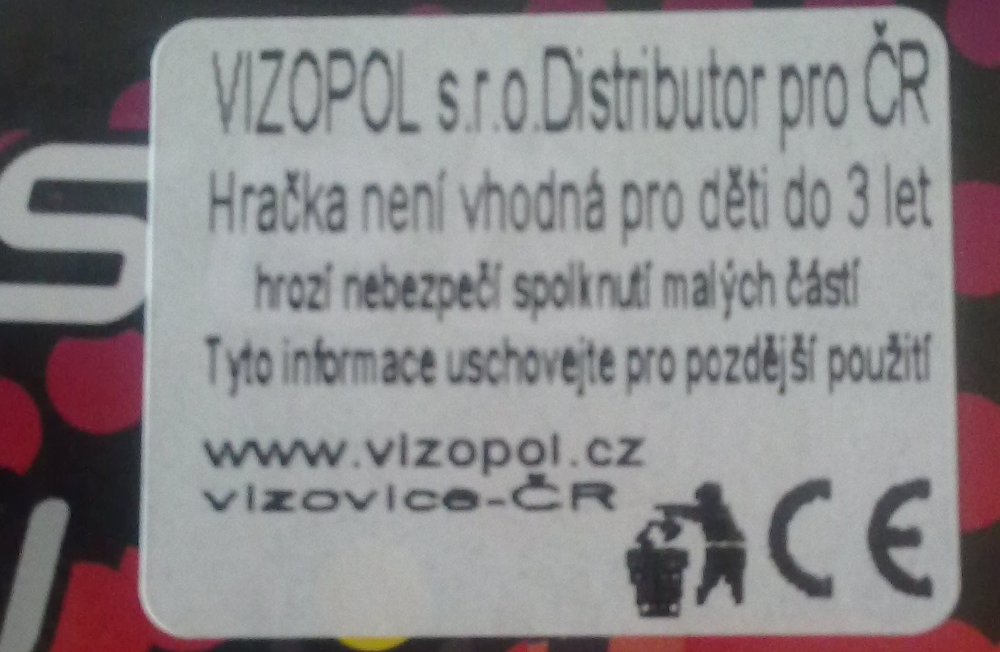 VIZOPOL s.r.o.Distributor pro ČR
Hračka není vhodná pro děti do 3 let
hrozí nebezpečí spolknutí malých částí
Tyto informace uschovejte pro pozdější použití
www.vizopol.cz
vizovice-ČR
CE
S